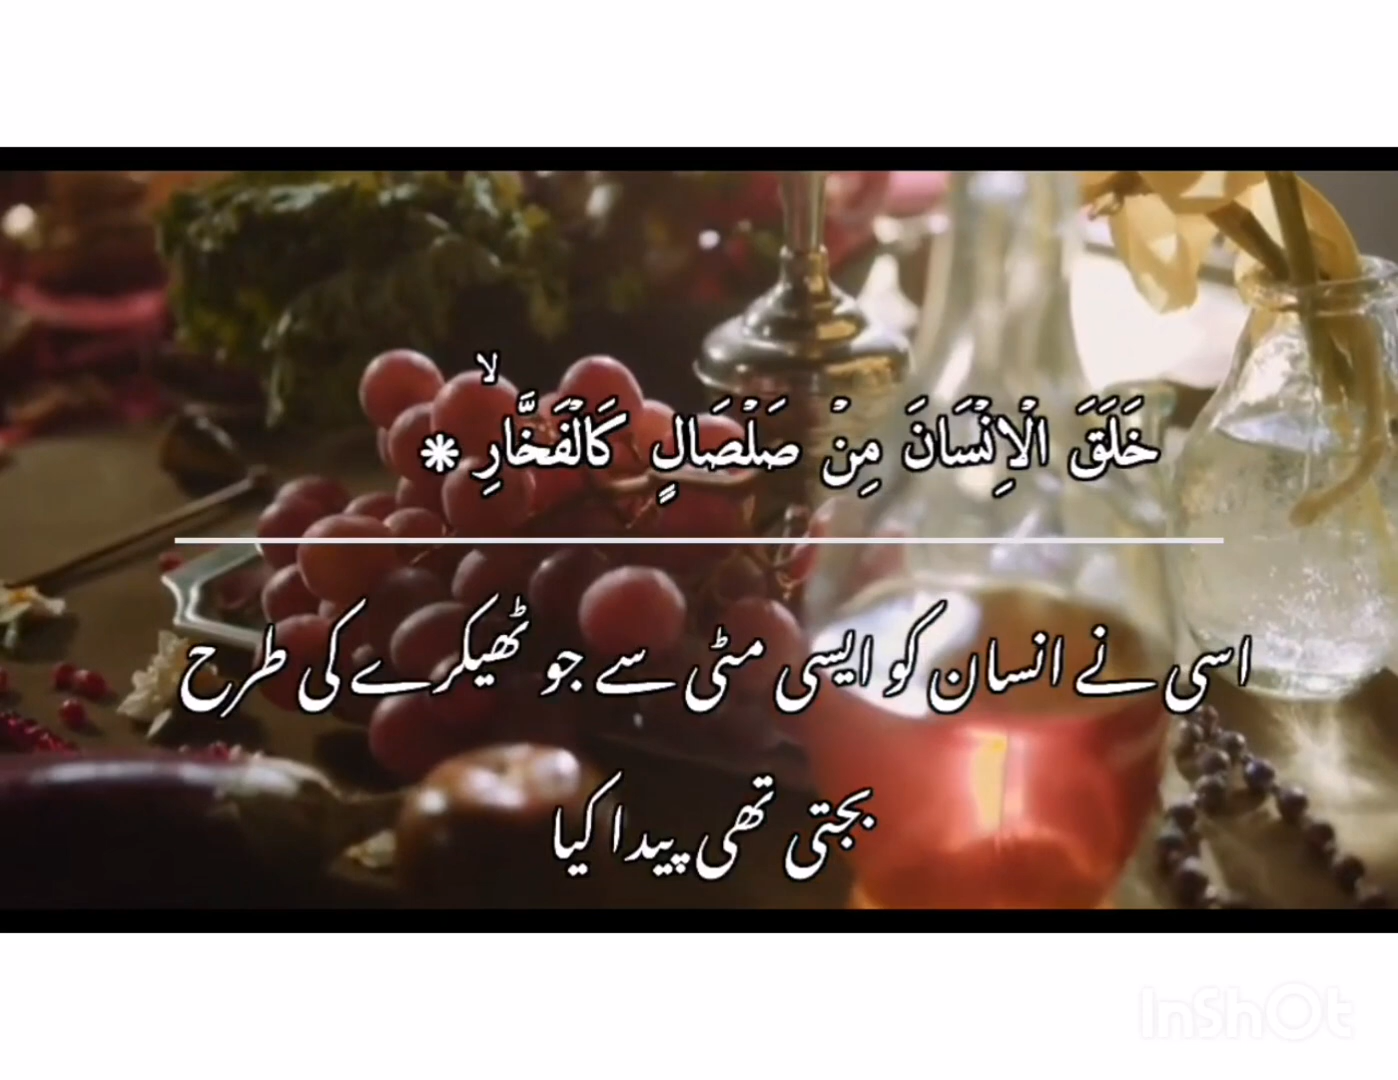 خَلَقَ الْاِنْسَانَ مِنْ صَلْصَالٍ كَالْفَخَّارِ ۙ *
اسی نے انسان کو ایسی مٹی سے جو ٹھیکرے کی طرح
بجتی تھی پیدا کیا
InShOt